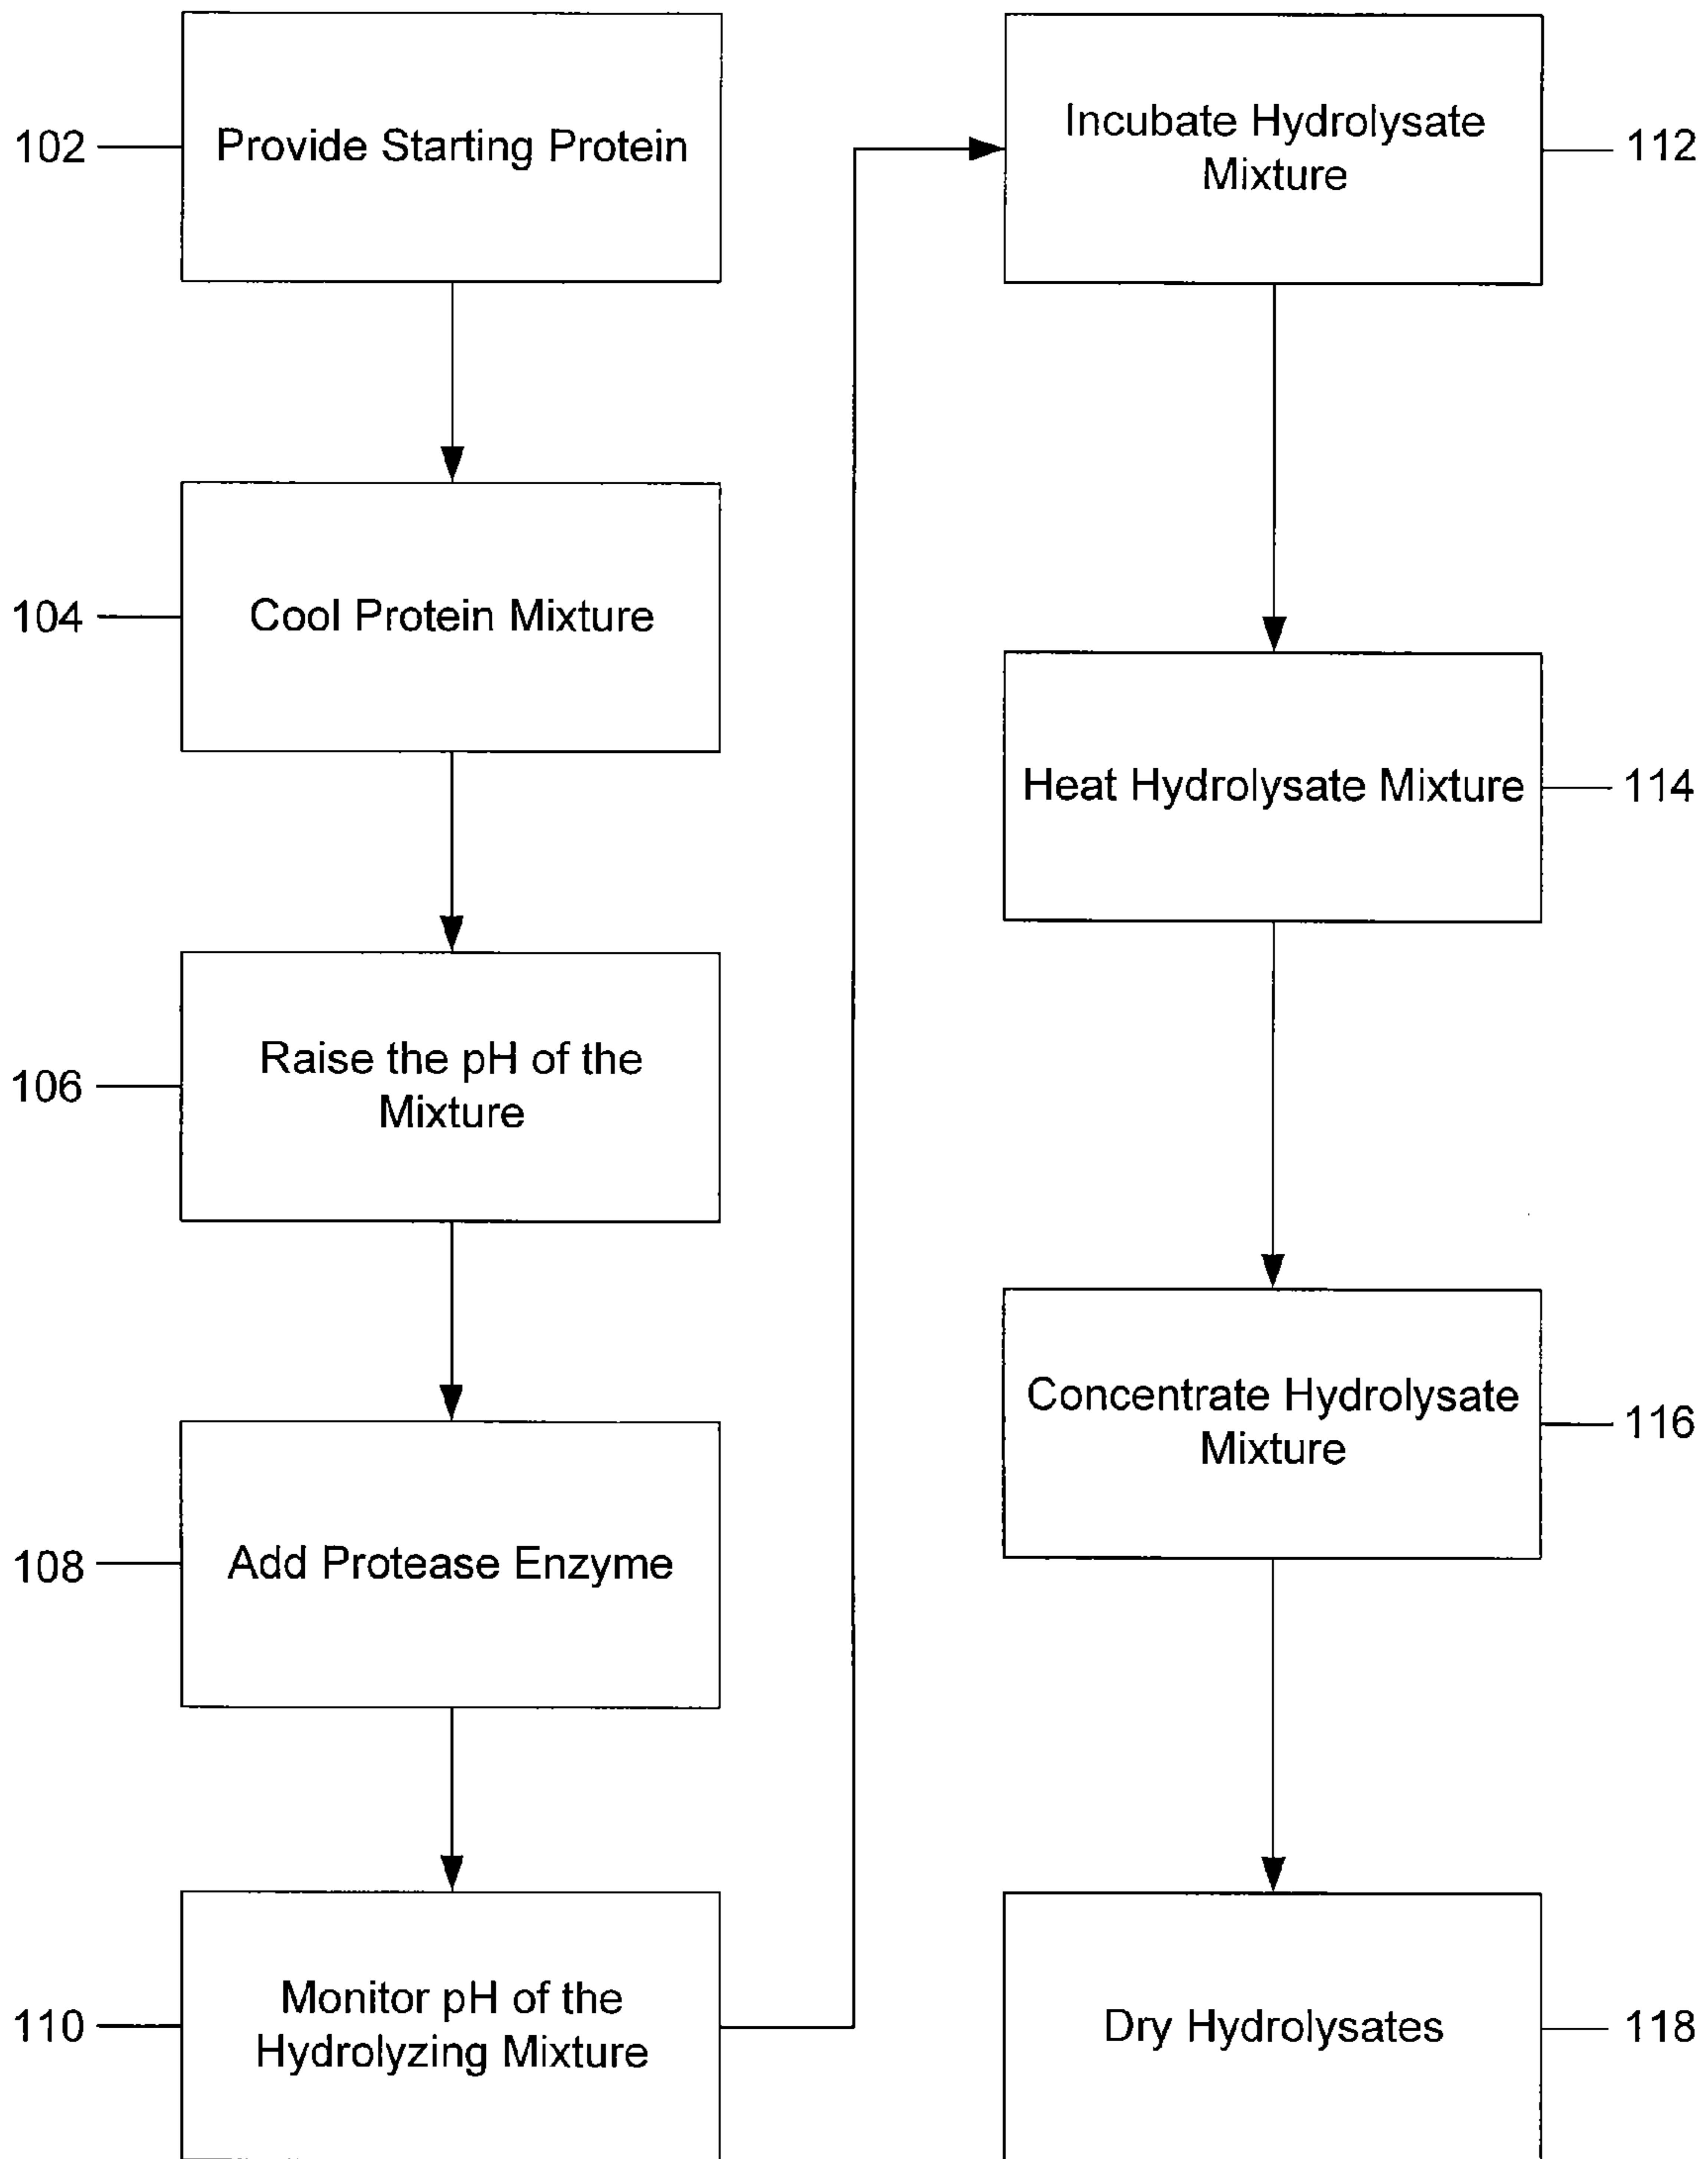 102
Provide Starting Protein
104
Cool Protein Mixture
106
Raise the pH of the
Mixture
108
Add Protease Enzyme
110
Monitor pH of the
Hydrolyzing Mixture
Incubate Hydrolysate
Mixture
112
Heat Hydrolysate Mixture
114
Concentrate Hydrolysate
Mixture
116
Dry Hydrolysates
118